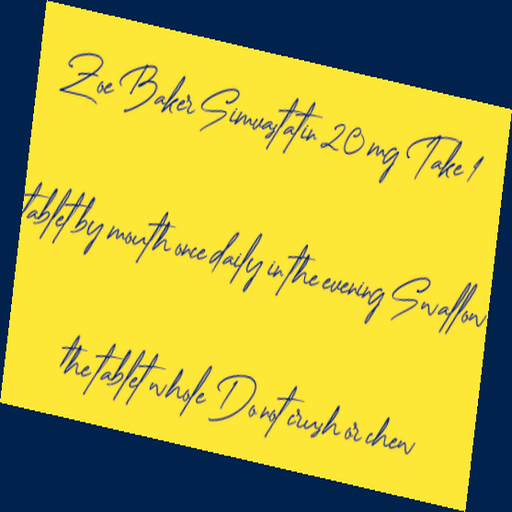 Zoe Baker Simvastatin 20 mg Take 1
tablet by mouth once daily in the evening Swallow
the tablet whole Do not crush or chew